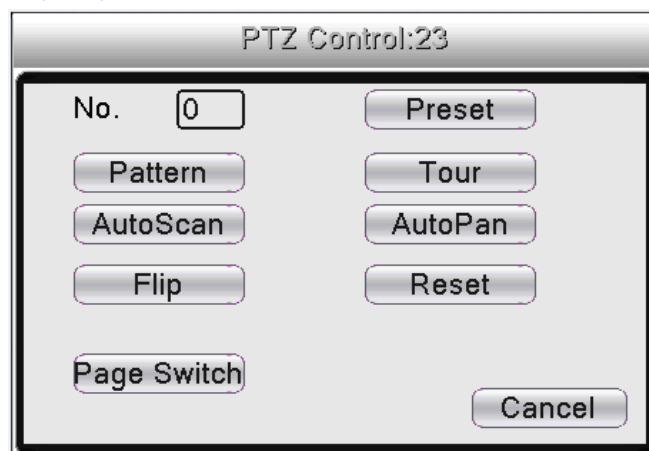 PTZ Control:23
No. 0 Preset
Pattern Tour
AutoScan AutoPan
Flip Reset
Page Switch
Cancel